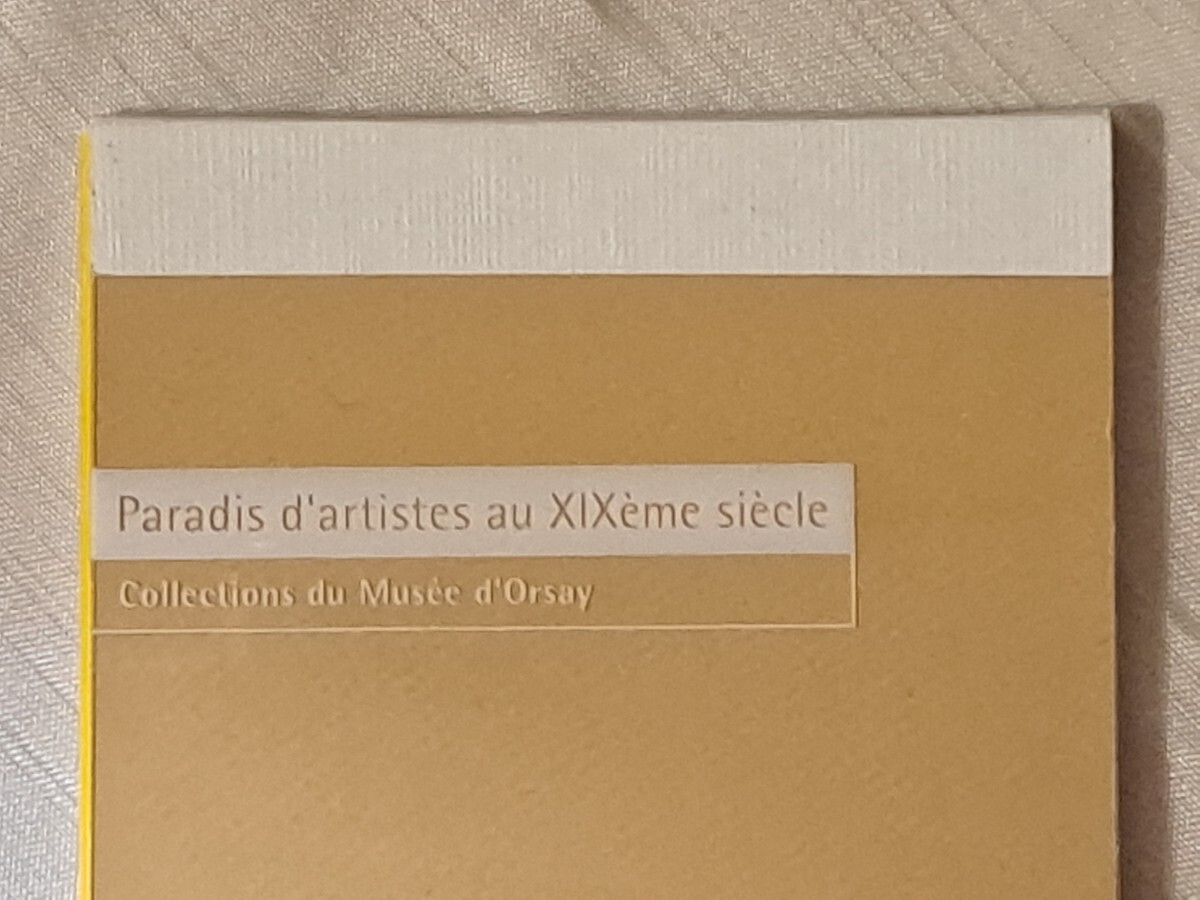 Paradis d'artistes au XIXème siècle
Collections du Musée d'Orsay